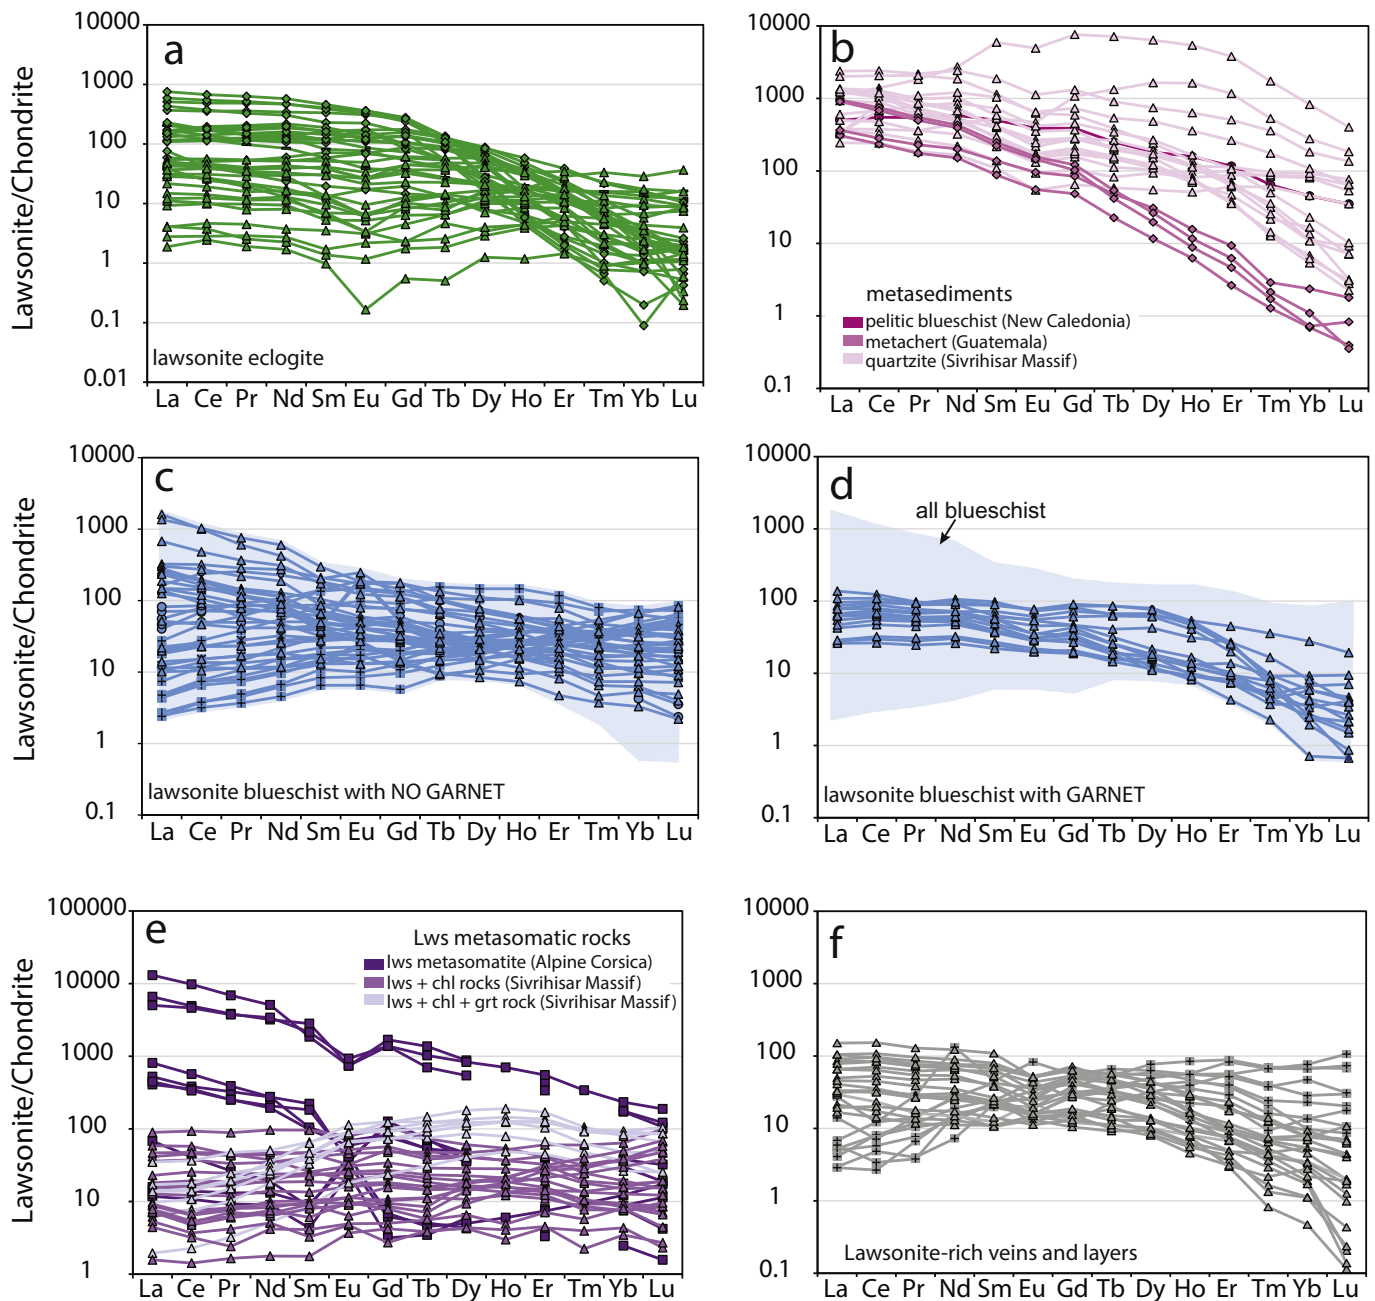 a
10000
1000
100
10
1
0.1
0.01
Lawsonite/Chondrite
lawsonite eclogite
La Ce Pr Nd Sm Eu Gd Tb Dy Ho Er Tm Yb Lu
b
10000
1000
100
10
1
0.1
metasediments
pelitic blueschist (New Caledonia)
metachert (Guatemala)
quartzite (Sivrihisar Massif)
La Ce Pr Nd Sm Eu Gd Tb Dy Ho Er Tm Yb Lu
c
10000
1000
100
10
1
0.1
Lawsonite/Chondrite
lawsonite blueschist with NO GARNET
La Ce Pr Nd Sm Eu Gd Tb Dy Ho Er Tm Yb Lu
d
10000
1000
100
10
1
0.1
all blueschist
lawsonite blueschist with GARNET
La Ce Pr Nd Sm Eu Gd Tb Dy Ho Er Tm Yb Lu
e
100000
10000
1000
100
10
1
Lawsonite/Chondrite
Lws metasomatic rocks
lws metasomatite (Alpine Corsica)
lws + chl rocks (Sivrihisar Massif)
lws + chl + grt rock (Sivrihisar Massif)
La Ce Pr Nd Sm Eu Gd Tb Dy Ho Er Tm Yb Lu
f
10000
1000
100
10
1
0.1
Lawsonite-rich veins and layers
La Ce Pr Nd Sm Eu Gd Tb Dy Ho Er Tm Yb Lu